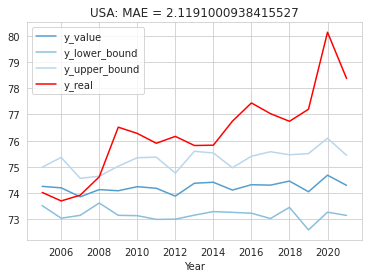 USA: MAE = 2.1191000938415527
y_value
y_lower_bound
y_upper_bound
y_real
80
79
78
77
76
75
74
73
2006 2008 2010 2012 2014 2016 2018 2020
Year